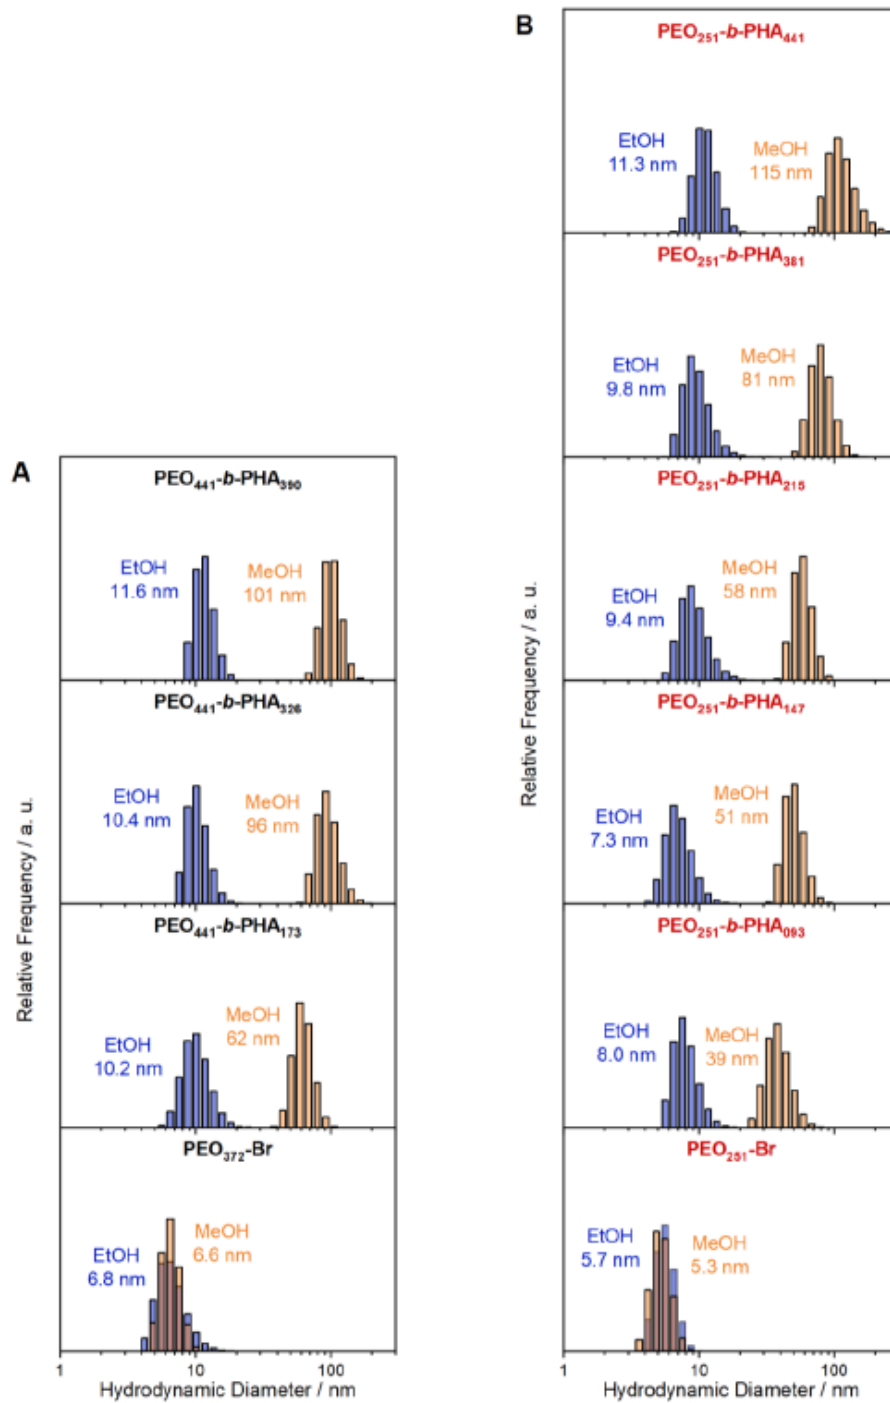 A
PEO441-b-PHA390
EtOH
11.6 nm
MeOH
101 nm
PEO441-b-PHA326
EtOH
10.4 nm
MeOH
96 nm
PEO441-b-PHA173
EtOH
10.2 nm
MeOH
62 nm
PEO372-Br
EtOH
6.8 nm
MeOH
6.6 nm
Relative Frequency / a. u.
1
10
100
Hydrodynamic Diameter / nm
B
PEO251-b-PHA441
EtOH
11.3 nm
MeOH
115 nm
PEO251-b-PHA381
EtOH
9.8 nm
MeOH
81 nm
PEO251-b-PHA215
EtOH
9.4 nm
MeOH
58 nm
PEO251-b-PHA147
EtOH
7.3 nm
MeOH
51 nm
PEO251-b-PHA093
EtOH
8.0 nm
MeOH
39 nm
PEO251-Br
EtOH
5.7 nm
MeOH
5.3 nm
Relative Frequency / a. u.
1
10
100
Hydrodynamic Diameter / nm